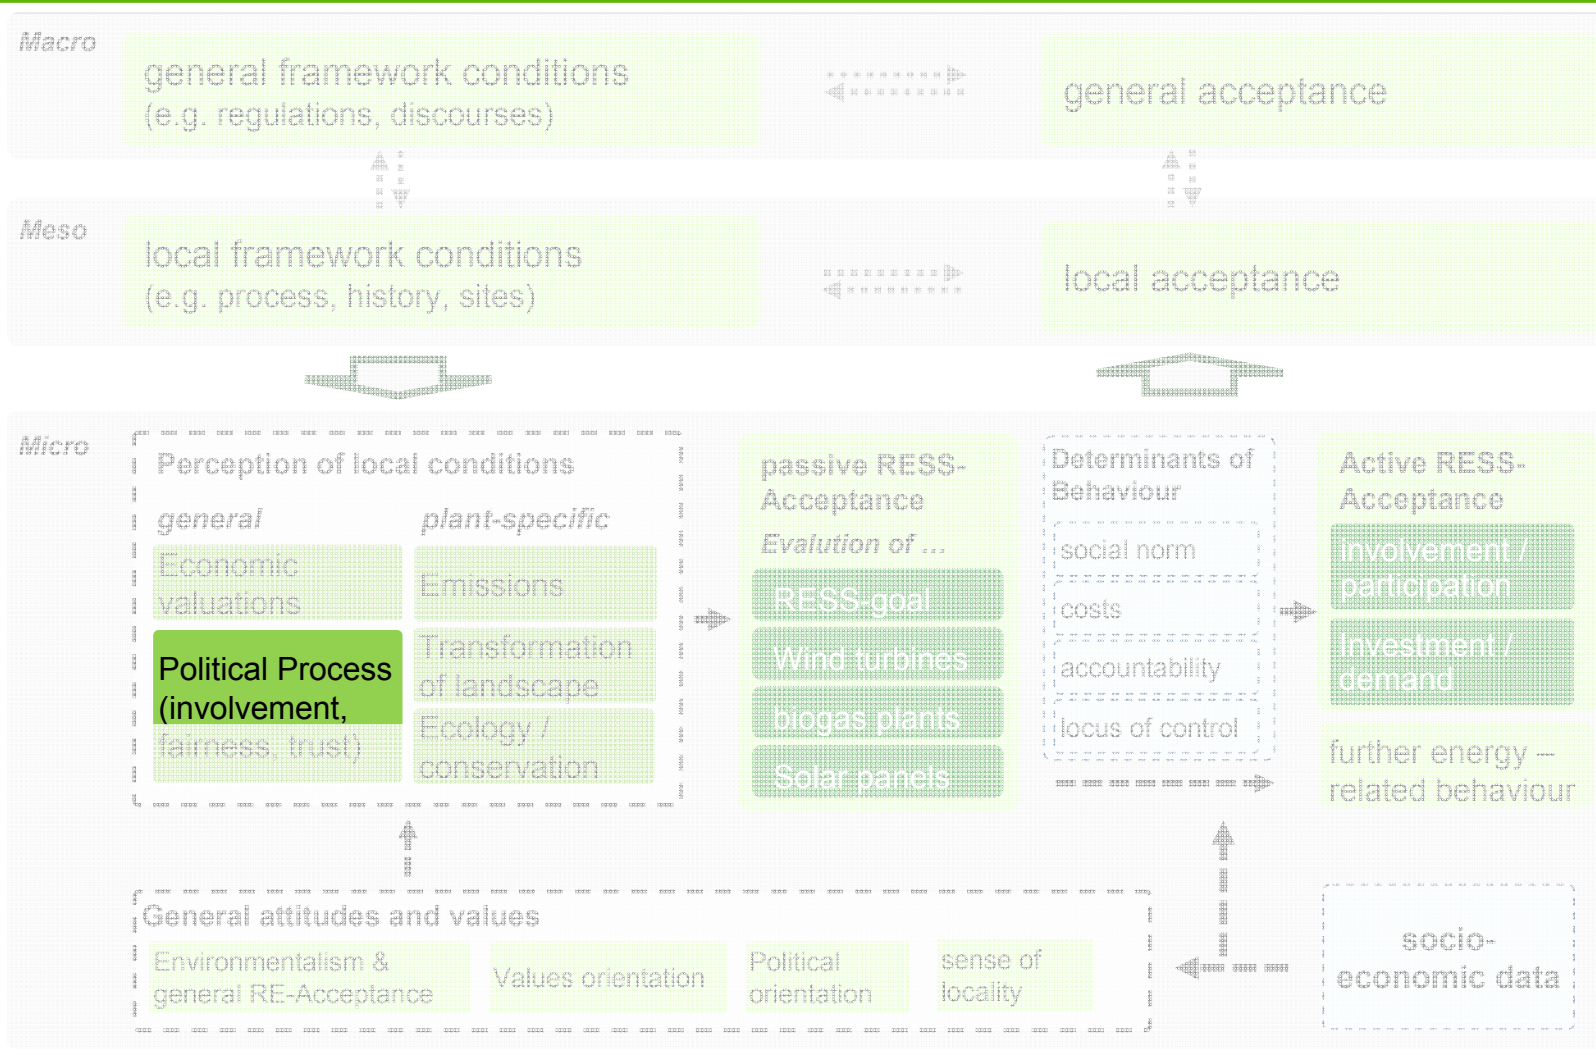 Macro
general framework conditions
(e.g. regulations, discourses)
general acceptance
Meso
local framework conditions
(e.g. process, history, sites)
local acceptance
Micro
Perception of local conditions
general
plant-specific
Economic
valuations
Emissions
Political Process
(involvement,
fairness, trust)
Transformation
of landscape
Ecology /
conservation
passive RESS-
Acceptance
Evalution of ...
RESS-goal
Wind turbines
biogas plants
Solar panels
Determinants of
Behaviour
social norm
costs
accountability
locus of control
Active RESS-
Acceptance
Involvement /
participation
Investment /
demand
further energy –
related behaviour
General attitudes and values
Environmentalism &
general RE-Acceptance
Values orientation
Political
orientation
sense of
locality
socio-
economic data